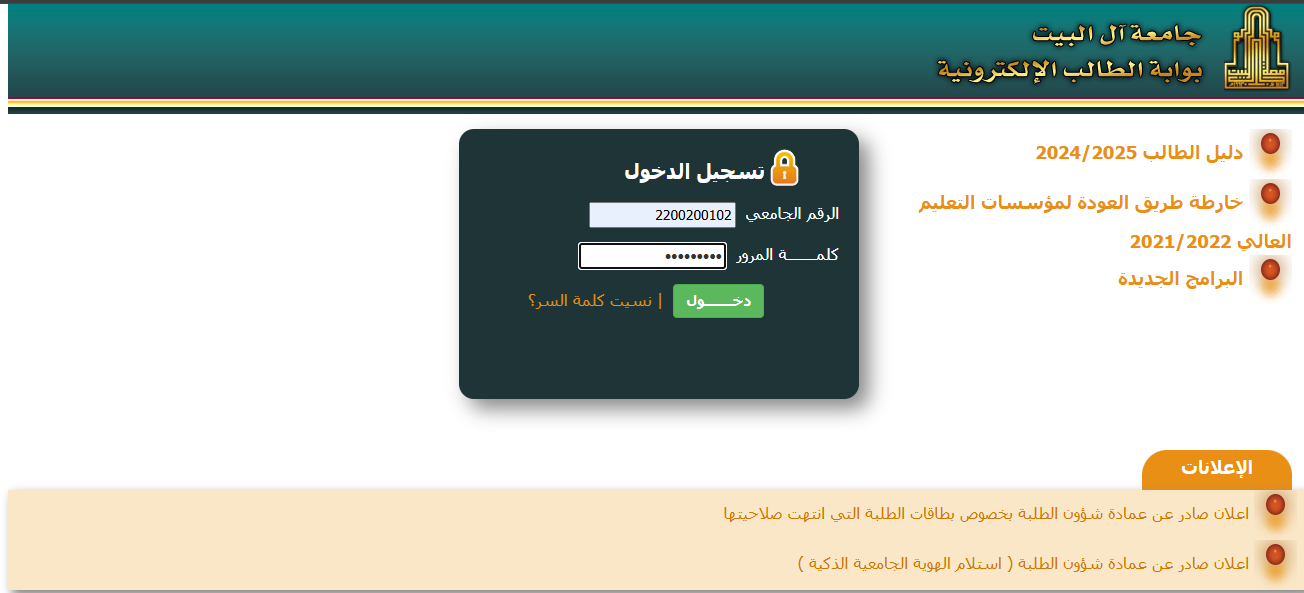 جامعة آل البيت
بوابة الطالب الإلكترونية
دليل الطالب 2024/2025
خارطة طريق العودة لمؤسسات التعليم
العالي 2021/2022
البرامج الجديدة
تسجيل الدخول
الرقم الجامعي 2200200102
كلمـــــة المرور •••••••••
دخـــــول | نسيت كلمة السر؟
الإعلانات
اعلان صادر عن عمادة شؤون الطلبة بخصوص بطاقات الطلبة التي انتهت صلاحيتها
اعلان صادر عن عمادة شؤون الطلبة ( استلام الهوية الجامعية الذكية )